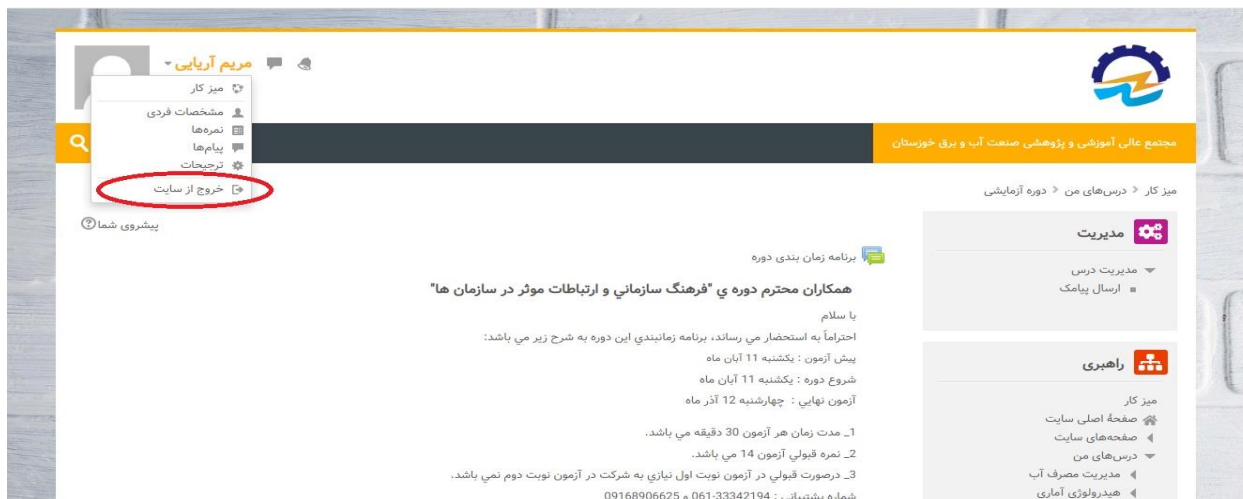 مریم آریایی
میز کار
مشخصات فردی
نمره‌ها
پیام‌ها
ترجیحات
خروج از سایت
مجتمع عالی آموزشی و پژوهشی صنعت آب و برق خوزستان
میز کار › درس‌های من › دوره آزمایشی
پیشروی شما
مدیریت
مدیریت درس
ارسال پیامک
راهبری
میز کار
صفحهٔ اصلی سایت
صفحه‌های سایت
درس‌های من
مدیریت مصرف آب
هیدرولوژی آماری
برنامه زمان بندی دوره
همکاران محترم دوره ي "فرهنگ سازماني و ارتباطات موثر در سازمان ها"
با سلام
احتراماً به استحضار مي رساند، برنامه زمانبندي اين دوره به شرح زير مي باشد:
پيش آزمون : يکشنبه 11 آبان ماه
شروع دوره : يکشنبه 11 آبان ماه
آزمون نهايي : چهارشنبه 12 آذر ماه
1_ مدت زمان هر آزمون 30 دقيقه مي باشد.
2_ نمره قبولي آزمون 14 مي باشد.
3_ درصورت قبولي در آزمون نوبت اول نيازي به شرکت در آزمون نوبت دوم نمي باشد.
شماره پشتيباني : 33342194-061 و 09168906625